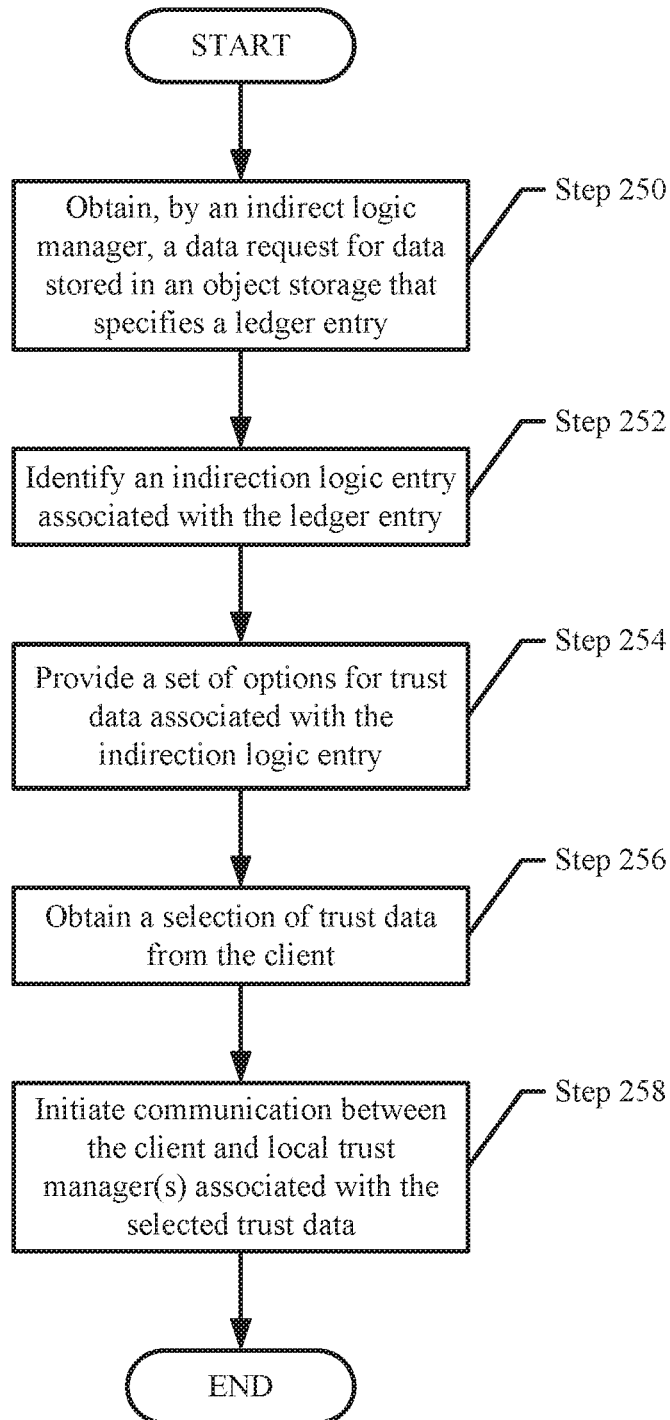 START
Step 250
Obtain, by an indirect logic
manager, a data request for data
stored in an object storage that
specifies a ledger entry
Step 252
Identify an indirection logic entry
associated with the ledger entry
Step 254
Provide a set of options for trust
data associated with the
indirection logic entry
Step 256
Obtain a selection of trust data
from the client
Step 258
Initiate communication between
the client and local trust
manager(s) associated with the
selected trust data
END